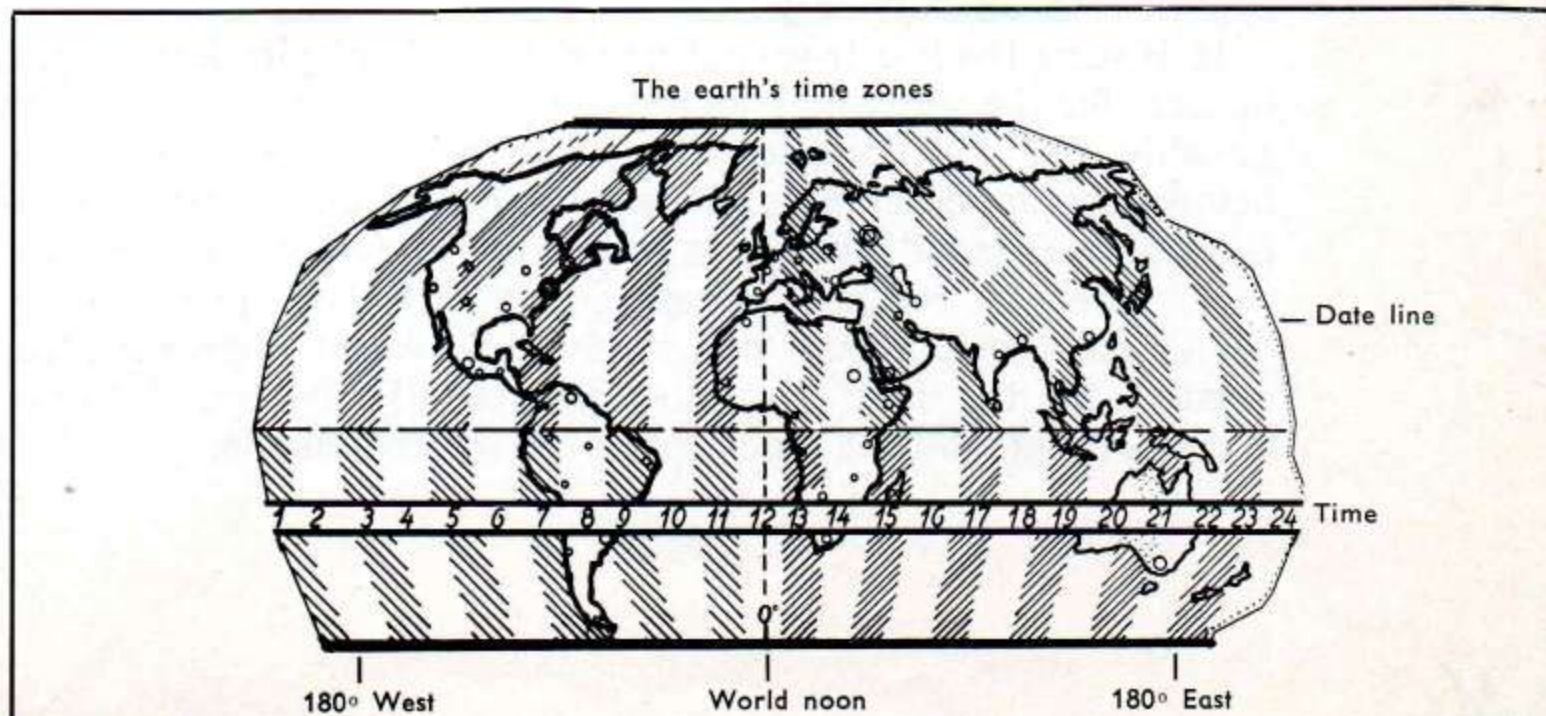 The earth's time zones
Date line
1 2 3 4 5 6 7 8 9 10 11 12 13 14 15 16 17 18 19 20 21 22 23 24 Time
0°
180° West World noon 180° East